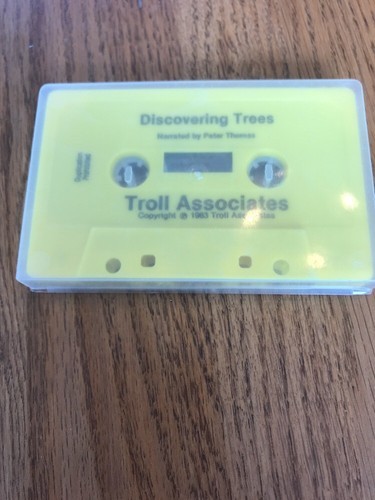 Discovering Trees
Narrated by Peter Thomas
Troll Associates
Copyright ℗ 1983 Troll Associates